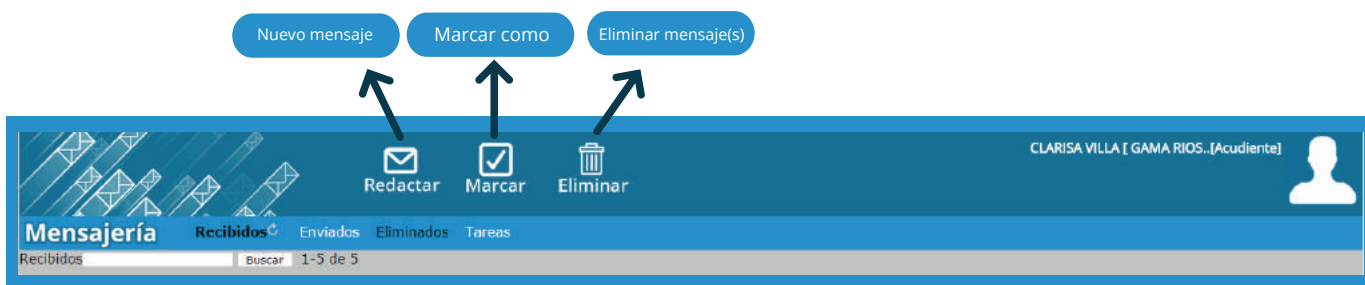 Nuevo mensaje
Marcar como
Eliminar mensaje(s)
Redactar
Marcar
Eliminar
CLARISA VILLA [ GAMA RIOS..[Acudiente]
Mensajería
Recibidos
Enviados
Eliminados
Tareas
Recibidos
Buscar
1-5 de 5